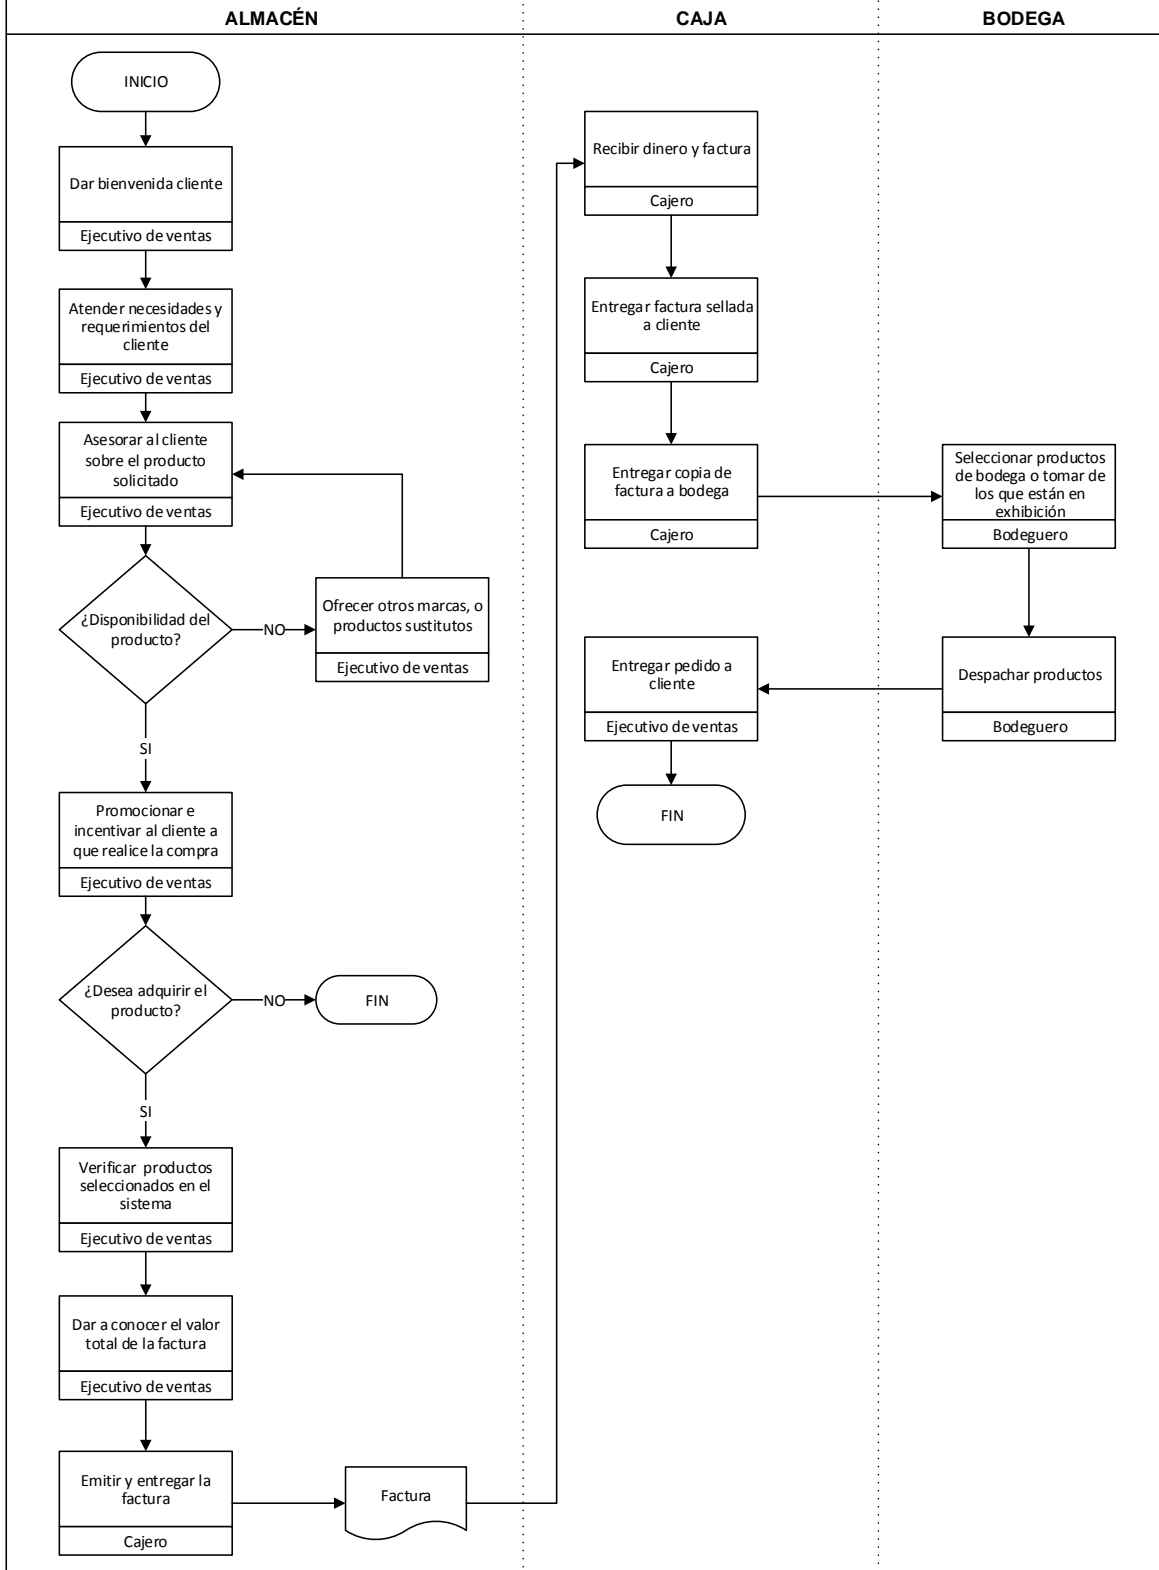 ALMACÉN
CAJA
BODEGA
INICIO
Dar bienvenida cliente
Ejecutivo de ventas
Atender necesidades y
requerimientos del
cliente
Ejecutivo de ventas
Asesorar al cliente
sobre el producto
solicitado
Ejecutivo de ventas
¿Disponibilidad del
producto?
NO
Ofrecer otros marcas, o
productos sustitutos
Ejecutivo de ventas
SI
Promocionar e
incentivar al cliente a
que realice la compra
Ejecutivo de ventas
¿Desea adquirir el
producto?
NO
FIN
SI
Verificar productos
seleccionados en el
sistema
Ejecutivo de ventas
Dar a conocer el valor
total de la factura
Ejecutivo de ventas
Emitir y entregar la
factura
Cajero
Factura
Recibir dinero y factura
Cajero
Entregar factura sellada
a cliente
Cajero
Entregar copia de
factura a bodega
Cajero
Seleccionar productos
de bodega o tomar de
los que están en
exhibición
Bodeguero
Despachar productos
Bodeguero
Entregar pedido a
cliente
Ejecutivo de ventas
FIN